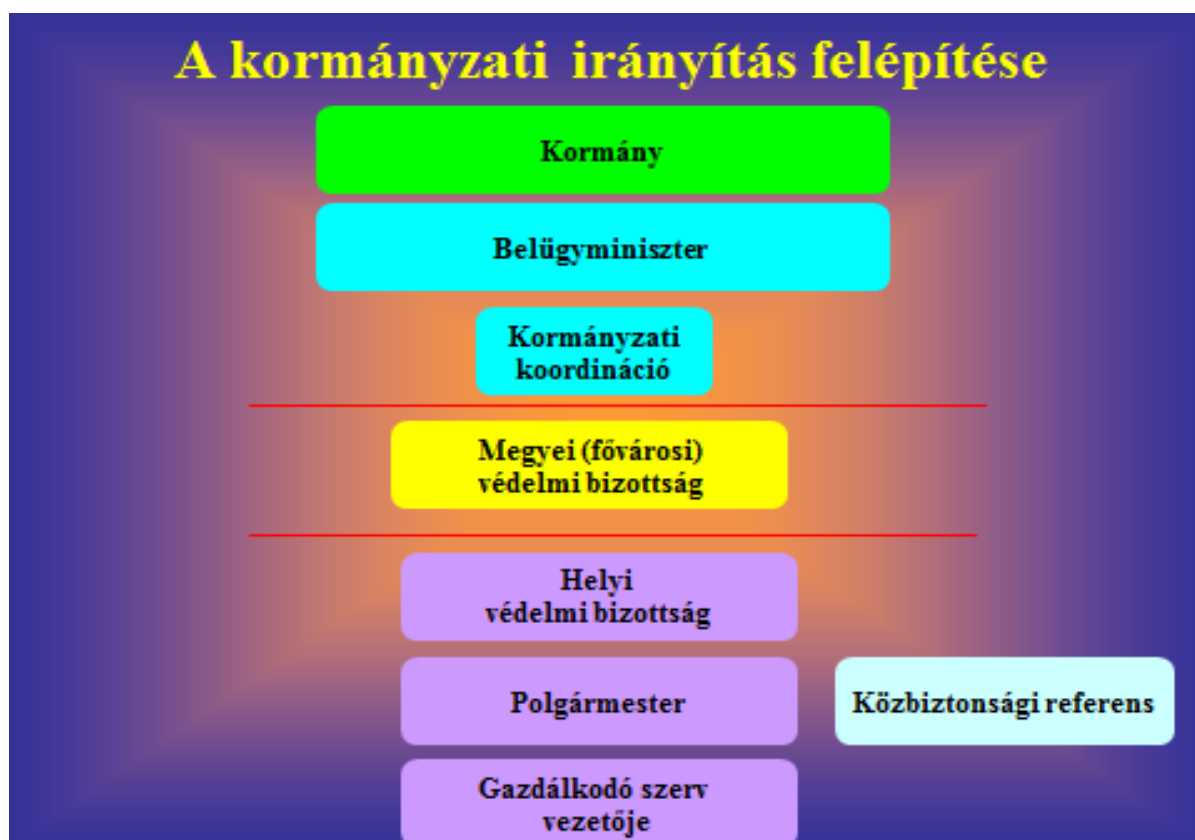 A kormányzati irányítás felépítése
Kormány
Belügyminiszter
Kormányzati
koordináció
Megyei (fővárosi)
védelmi bizottság
Helyi
védelmi bizottság
Polgármester
Közbiztonsági referens
Gazdálkodó szerv
vezetője